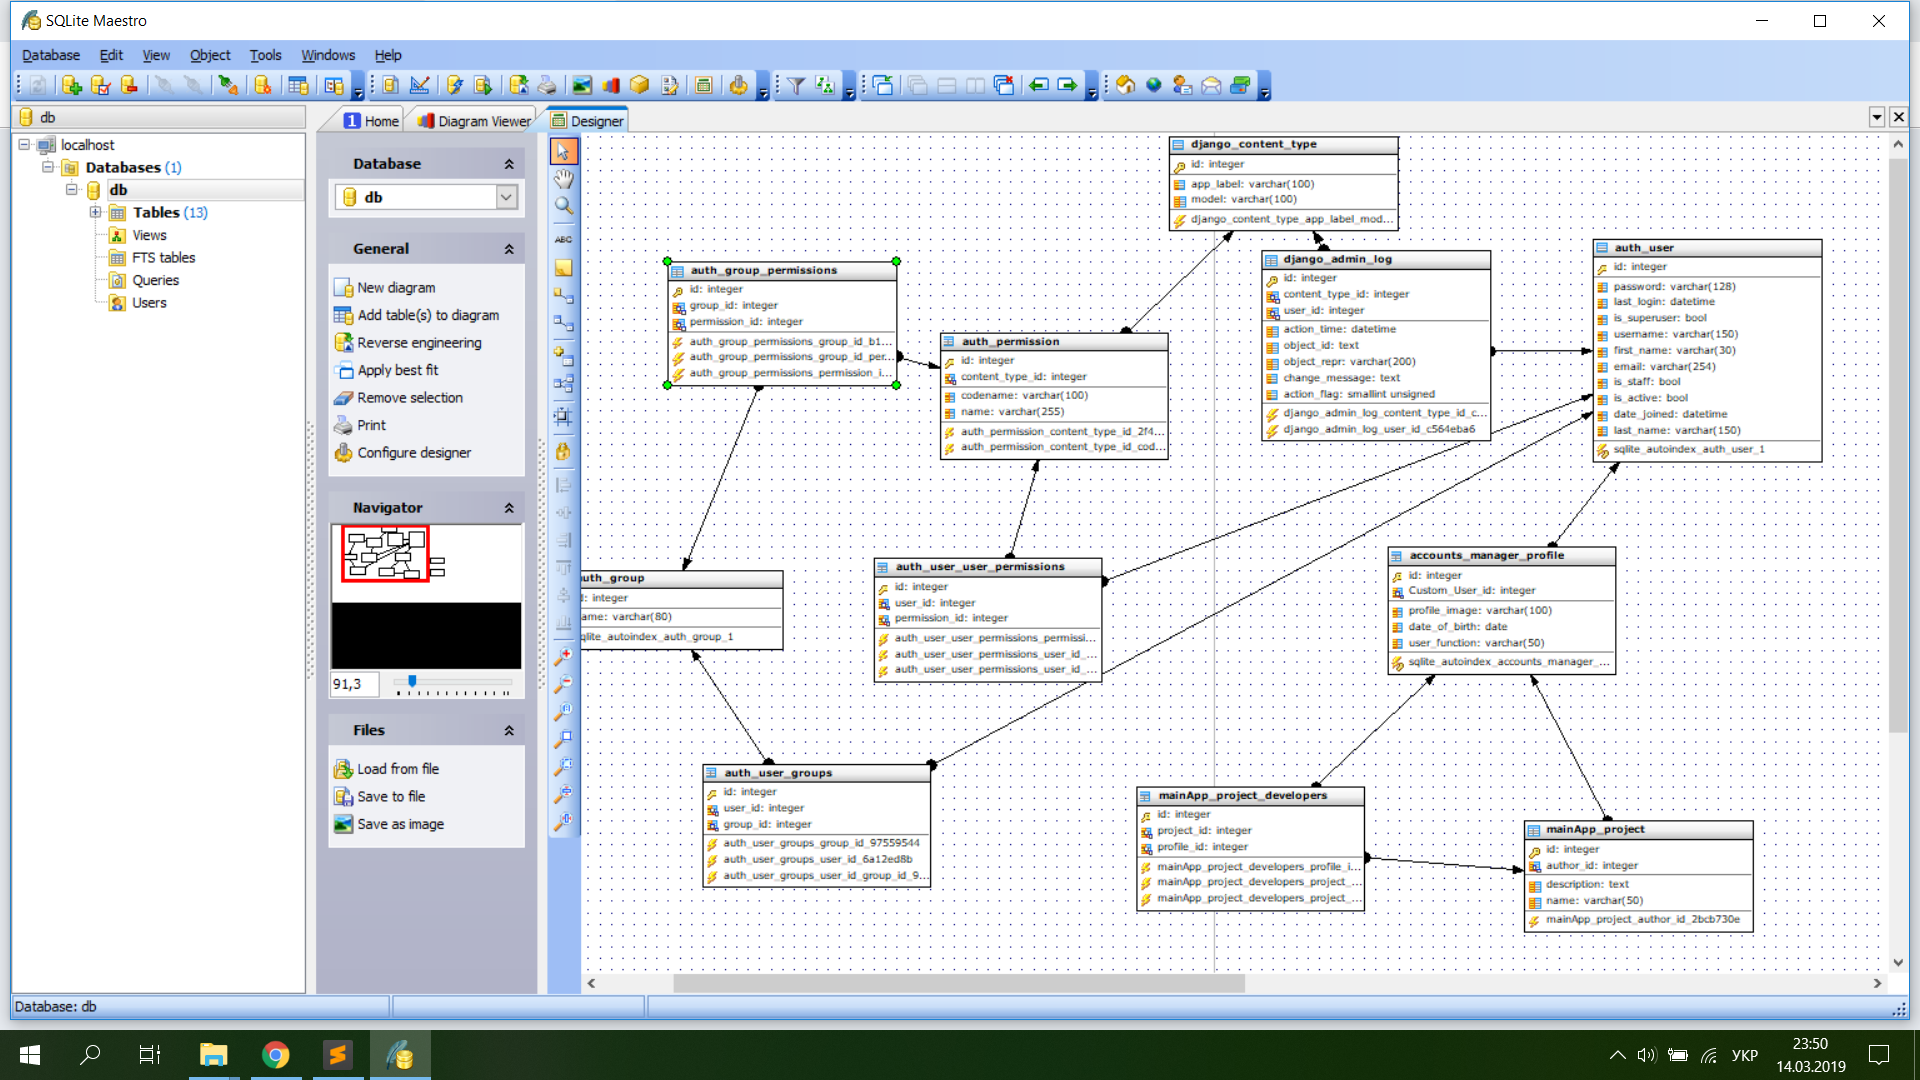 SQLite Maestro
Database Edit View Object Tools Windows Help
db
localhost
Databases (1)
db
Tables (13)
Views
FTS tables
Queries
Users
1 Home
Diagram Viewer
Designer
Database
db
General
New diagram
Add table(s) to diagram
Reverse engineering
Apply best fit
Remove selection
Print
Configure designer
Navigator
91,3
Files
Load from file
Save to file
Save as image
ABC
django_content_type
id: integer
app_label: varchar(100)
model: varchar(100)
django_content_type_app_label_mod...
auth_group_permissions
id: integer
group_id: integer
permission_id: integer
auth_group_permissions_group_id_b1...
auth_group_permissions_group_id_per...
auth_group_permissions_permission_i...
auth_permission
id: integer
content_type_id: integer
codename: varchar(100)
name: varchar(255)
auth_permission_content_type_id_2f4...
auth_permission_content_type_id_cod...
django_admin_log
id: integer
content_type_id: integer
user_id: integer
action_time: datetime
object_id: text
object_repr: varchar(200)
change_message: text
action_flag: smallint unsigned
django_admin_log_content_type_id_c...
django_admin_log_user_id_c564eba6
auth_user
id: integer
password: varchar(128)
last_login: datetime
is_superuser: bool
username: varchar(150)
first_name: varchar(30)
email: varchar(254)
is_staff: bool
is_active: bool
date_joined: datetime
last_name: varchar(150)
sqlite_autoindex_auth_user_1
auth_group
d: integer
ame: varchar(80)
qlite_autoindex_auth_group_1
auth_user_user_permissions
id: integer
user_id: integer
permission_id: integer
auth_user_user_permissions_permissi...
auth_user_user_permissions_user_id_...
auth_user_user_permissions_user_id_...
accounts_manager_profile
id: integer
Custom_User_id: integer
profile_image: varchar(100)
date_of_birth: date
user_function: varchar(50)
sqlite_autoindex_accounts_manager_...
auth_user_groups
id: integer
user_id: integer
group_id: integer
auth_user_groups_group_id_97559544
auth_user_groups_user_id_6a12ed8b
auth_user_groups_user_id_group_id_9...
mainApp_project_developers
id: integer
project_id: integer
profile_id: integer
mainApp_project_developers_profile_i...
mainApp_project_developers_project_...
mainApp_project_developers_project_...
mainApp_project
id: integer
author_id: integer
description: text
name: varchar(50)
mainApp_project_author_id_2bcb730e
Database: db
УКР
23:50
14.03.2019